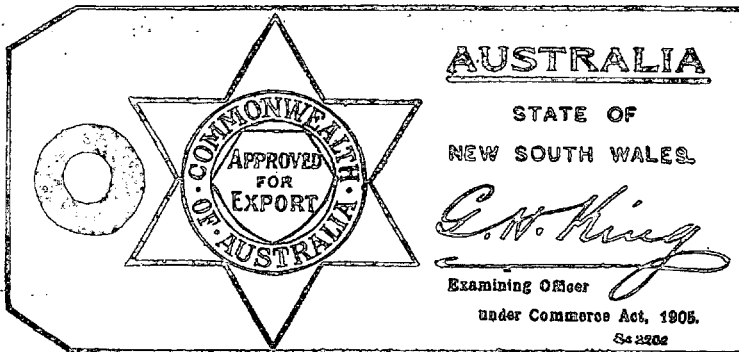 COMMONWEALTH OF AUSTRALIA
APPROVED
FOR
EXPORT
AUSTRALIA
STATE OF
NEW SOUTH WALES.
G. H. King
Examining Officer
under Commerce Act, 1905.